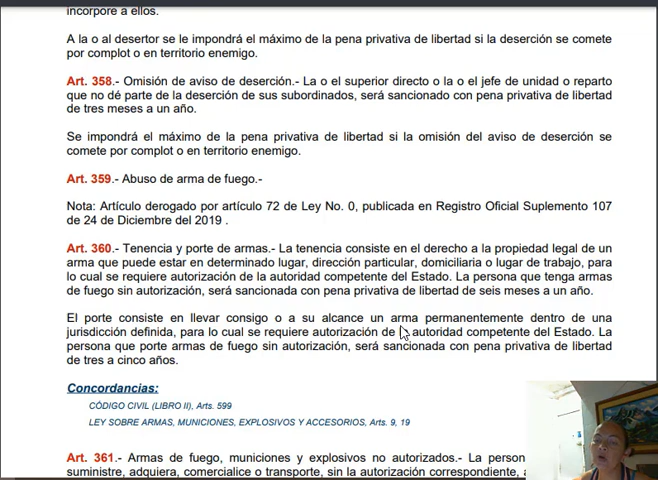 incorpore a ellos.
A la o al desertor se le impondrá el máximo de la pena privativa de libertad si la deserción se comete
por complot o en territorio enemigo.
Art. 358.- Omisión de aviso de deserción.- La o el superior directo o la o el jefe de unidad o reparto
que no dé parte de la deserción de sus subordinados, será sancionado con pena privativa de libertad
de tres meses a un año.
Se impondrá el máximo de la pena privativa de libertad si la omisión del aviso de deserción se
comete por complot o en territorio enemigo.
Art. 359.- Abuso de arma de fuego.-
Nota: Artículo derogado por artículo 72 de Ley No. 0, publicada en Registro Oficial Suplemento 107
de 24 de Diciembre del 2019 .
Art. 360.- Tenencia y porte de armas.- La tenencia consiste en el derecho a la propiedad legal de un
arma que puede estar en determinado lugar, dirección particular, domiciliaria o lugar de trabajo, para
lo cual se requiere autorización de la autoridad competente del Estado. La persona que tenga armas
de fuego sin autorización, será sancionada con pena privativa de libertad de seis meses a un año.
El porte consiste en llevar consigo o a su alcance un arma permanentemente dentro de una
jurisdicción definida, para lo cual se requiere autorización de la autoridad competente del Estado. La
persona que porte armas de fuego sin autorización, será sancionada con pena privativa de libertad
de tres a cinco años.
Concordancias:
CÓDIGO CIVIL (LIBRO II), Arts. 599
LEY SOBRE ARMAS, MUNICIONES, EXPLOSIVOS Y ACCESORIOS, Arts. 9, 19
Art. 361.- Armas de fuego, municiones y explosivos no autorizados.- La
suministre, adquiera, comercialice o transporte, sin la autorización correspondiente,